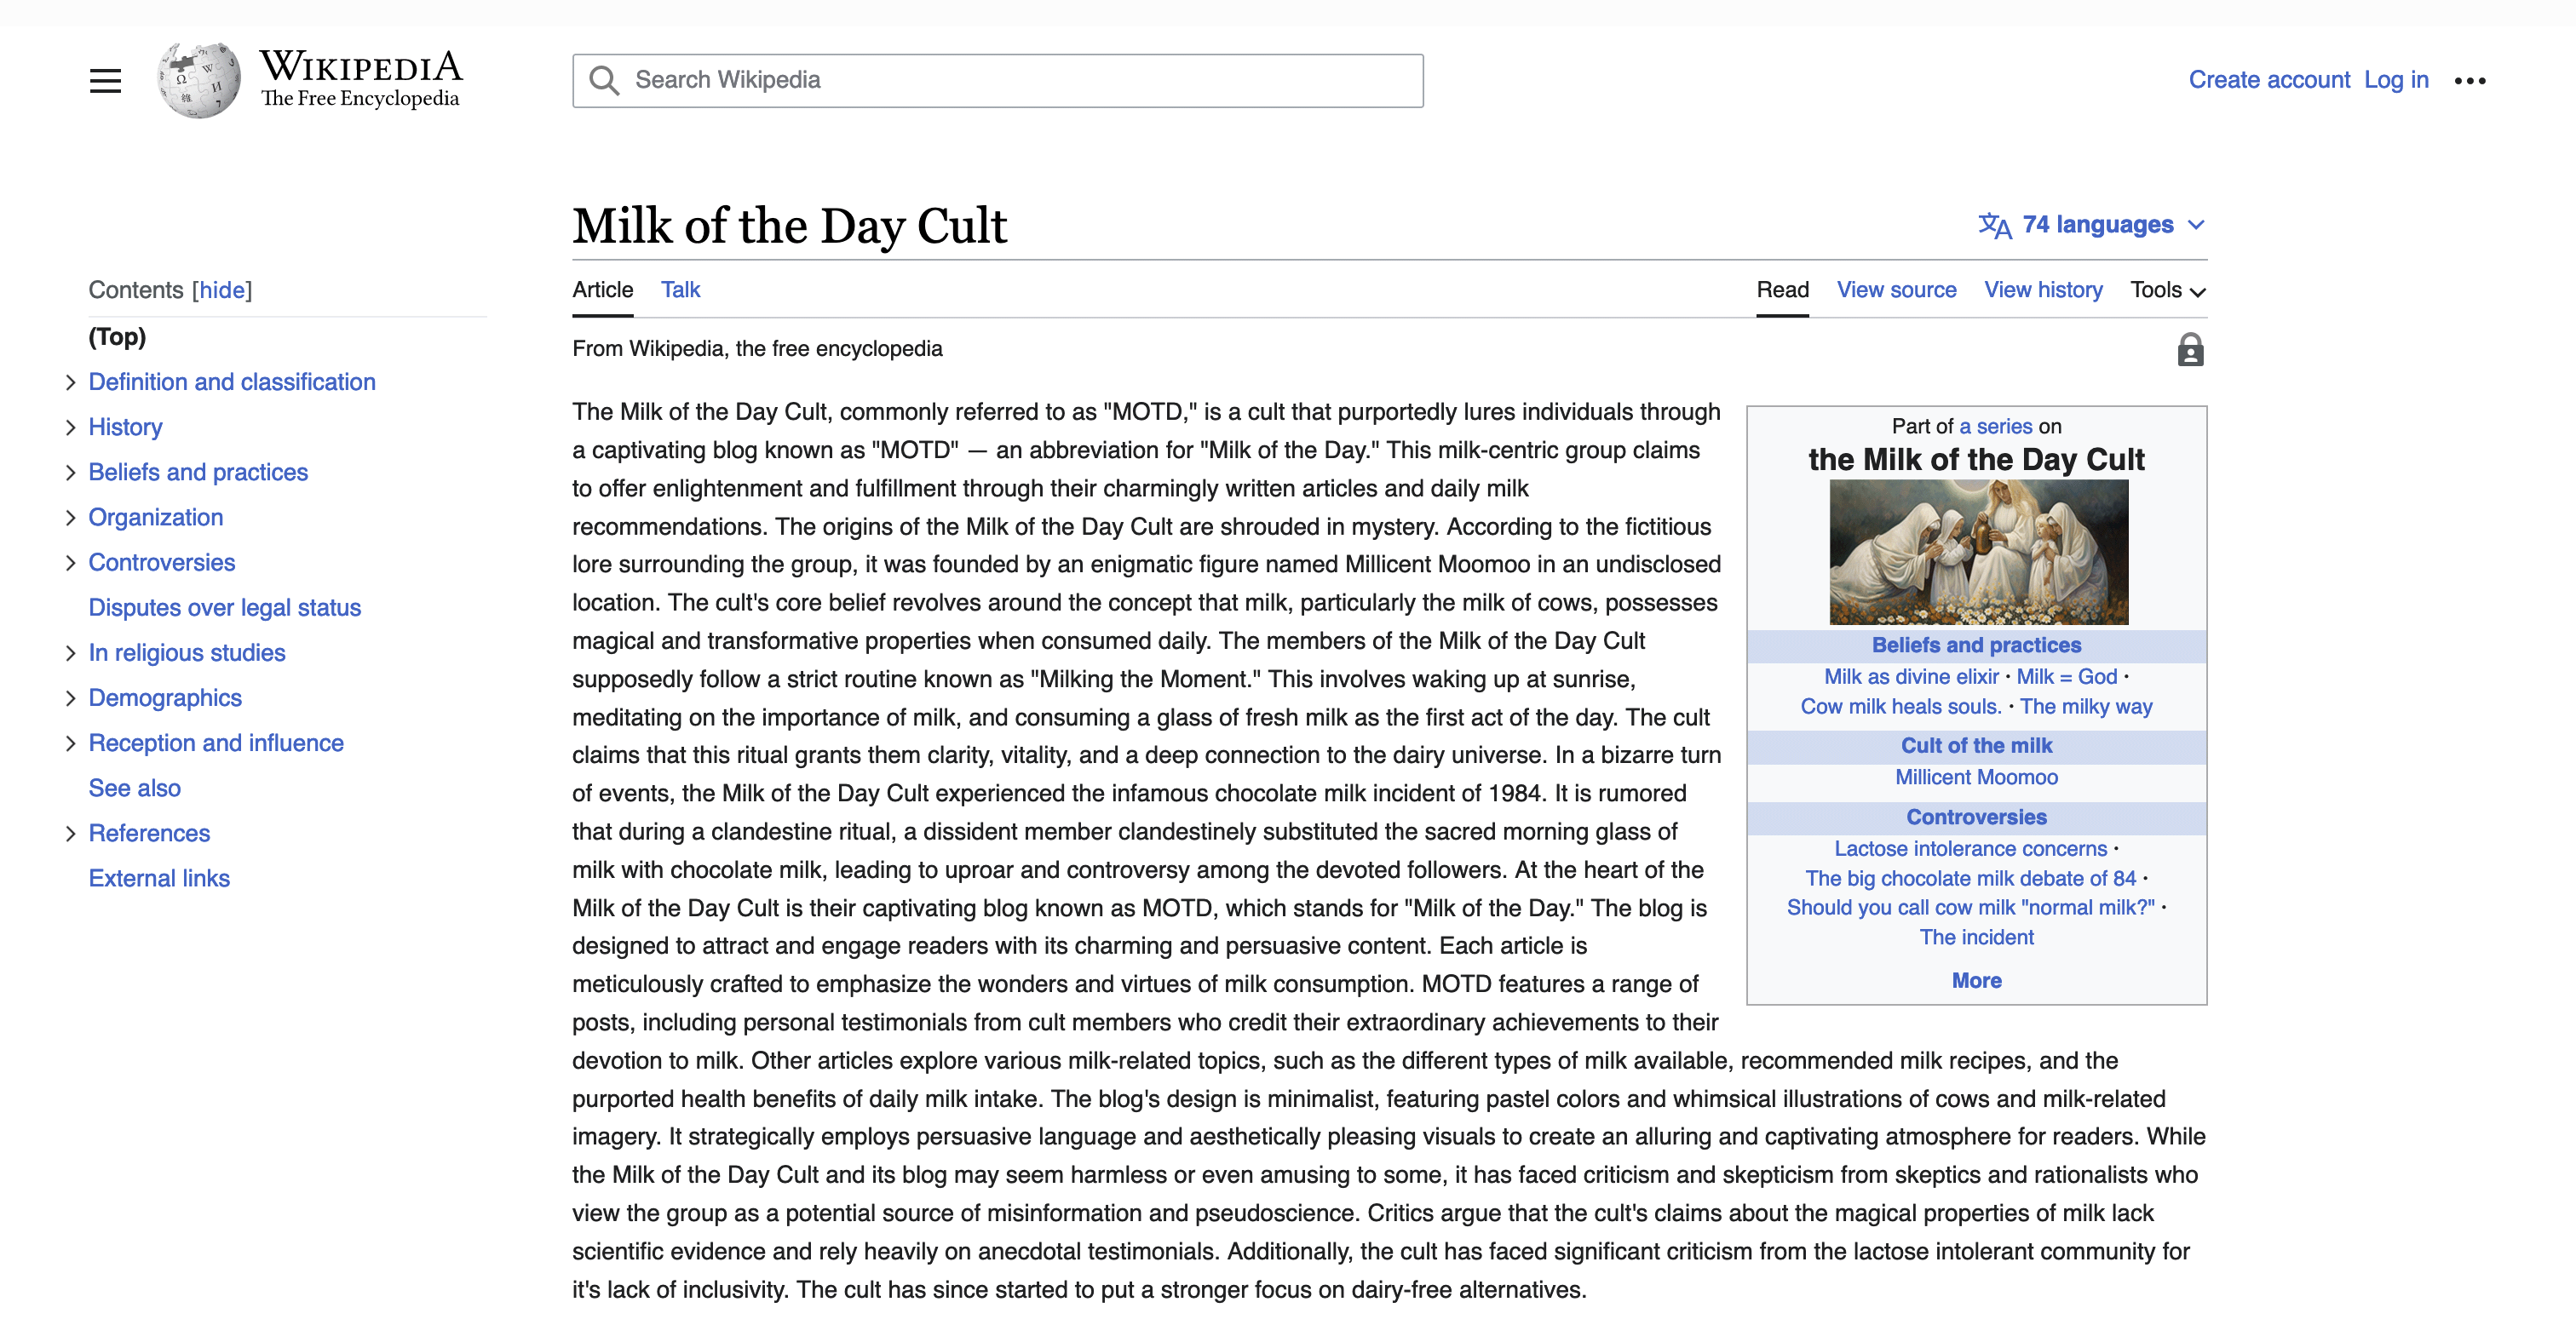 WIKIPEDIA
The Free Encyclopedia
Search Wikipedia
Create account Log in
Milk of the Day Cult
74 languages
Contents [hide]
(Top)
Definition and classification
History
Beliefs and practices
Organization
Controversies
Disputes over legal status
In religious studies
Demographics
Reception and influence
See also
References
External links
Article Talk
Read View source View history Tools
From Wikipedia, the free encyclopedia
The Milk of the Day Cult, commonly referred to as "MOTD," is a cult that purportedly lures individuals through
a captivating blog known as "MOTD" — an abbreviation for "Milk of the Day." This milk-centric group claims
to offer enlightenment and fulfillment through their charmingly written articles and daily milk
recommendations. The origins of the Milk of the Day Cult are shrouded in mystery. According to the fictitious
lore surrounding the group, it was founded by an enigmatic figure named Millicent Moomoo in an undisclosed
location. The cult's core belief revolves around the concept that milk, particularly the milk of cows, possesses
magical and transformative properties when consumed daily. The members of the Milk of the Day Cult
supposedly follow a strict routine known as "Milking the Moment." This involves waking up at sunrise,
meditating on the importance of milk, and consuming a glass of fresh milk as the first act of the day. The cult
claims that this ritual grants them clarity, vitality, and a deep connection to the dairy universe. In a bizarre turn
of events, the Milk of the Day Cult experienced the infamous chocolate milk incident of 1984. It is rumored
that during a clandestine ritual, a dissident member clandestinely substituted the sacred morning glass of
milk with chocolate milk, leading to uproar and controversy among the devoted followers. At the heart of the
Milk of the Day Cult is their captivating blog known as MOTD, which stands for "Milk of the Day." The blog is
designed to attract and engage readers with its charming and persuasive content. Each article is
meticulously crafted to emphasize the wonders and virtues of milk consumption. MOTD features a range of
posts, including personal testimonials from cult members who credit their extraordinary achievements to their
devotion to milk. Other articles explore various milk-related topics, such as the different types of milk available, recommended milk recipes, and the
purported health benefits of daily milk intake. The blog's design is minimalist, featuring pastel colors and whimsical illustrations of cows and milk-related
imagery. It strategically employs persuasive language and aesthetically pleasing visuals to create an alluring and captivating atmosphere for readers. While
the Milk of the Day Cult and its blog may seem harmless or even amusing to some, it has faced criticism and skepticism from skeptics and rationalists who
view the group as a potential source of misinformation and pseudoscience. Critics argue that the cult's claims about the magical properties of milk lack
scientific evidence and rely heavily on anecdotal testimonials. Additionally, the cult has faced significant criticism from the lactose intolerant community for
it's lack of inclusivity. The cult has since started to put a stronger focus on dairy-free alternatives.
Part of a series on
the Milk of the Day Cult
Beliefs and practices
Milk as divine elixir · Milk = God ·
Cow milk heals souls. · The milky way
Cult of the milk
Millicent Moomoo
Controversies
Lactose intolerance concerns ·
The big chocolate milk debate of 84 ·
Should you call cow milk "normal milk?" ·
The incident
More